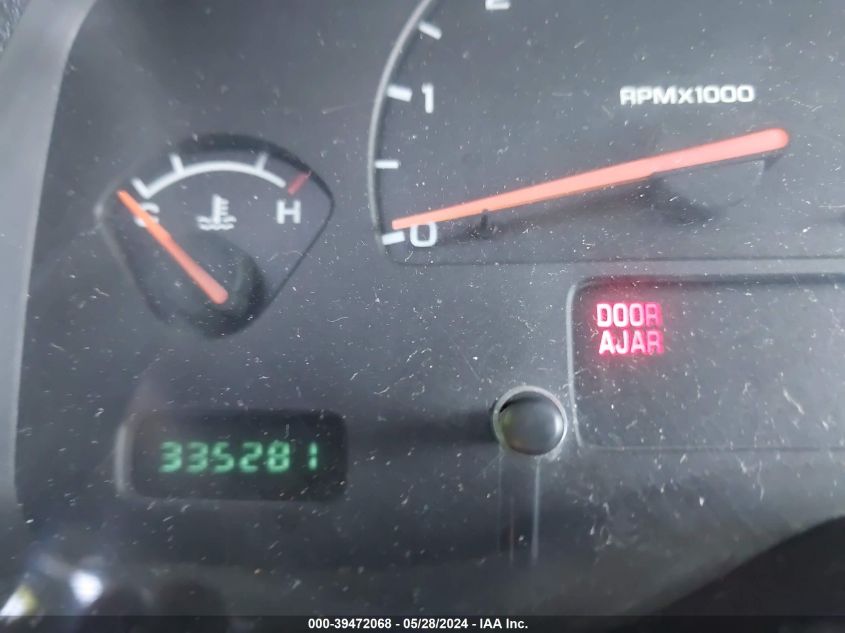 2
1
RPMx1000
C
H
0
DOOR
AJAR
335281
000-39472068 - 05/28/2024 - IAA Inc.